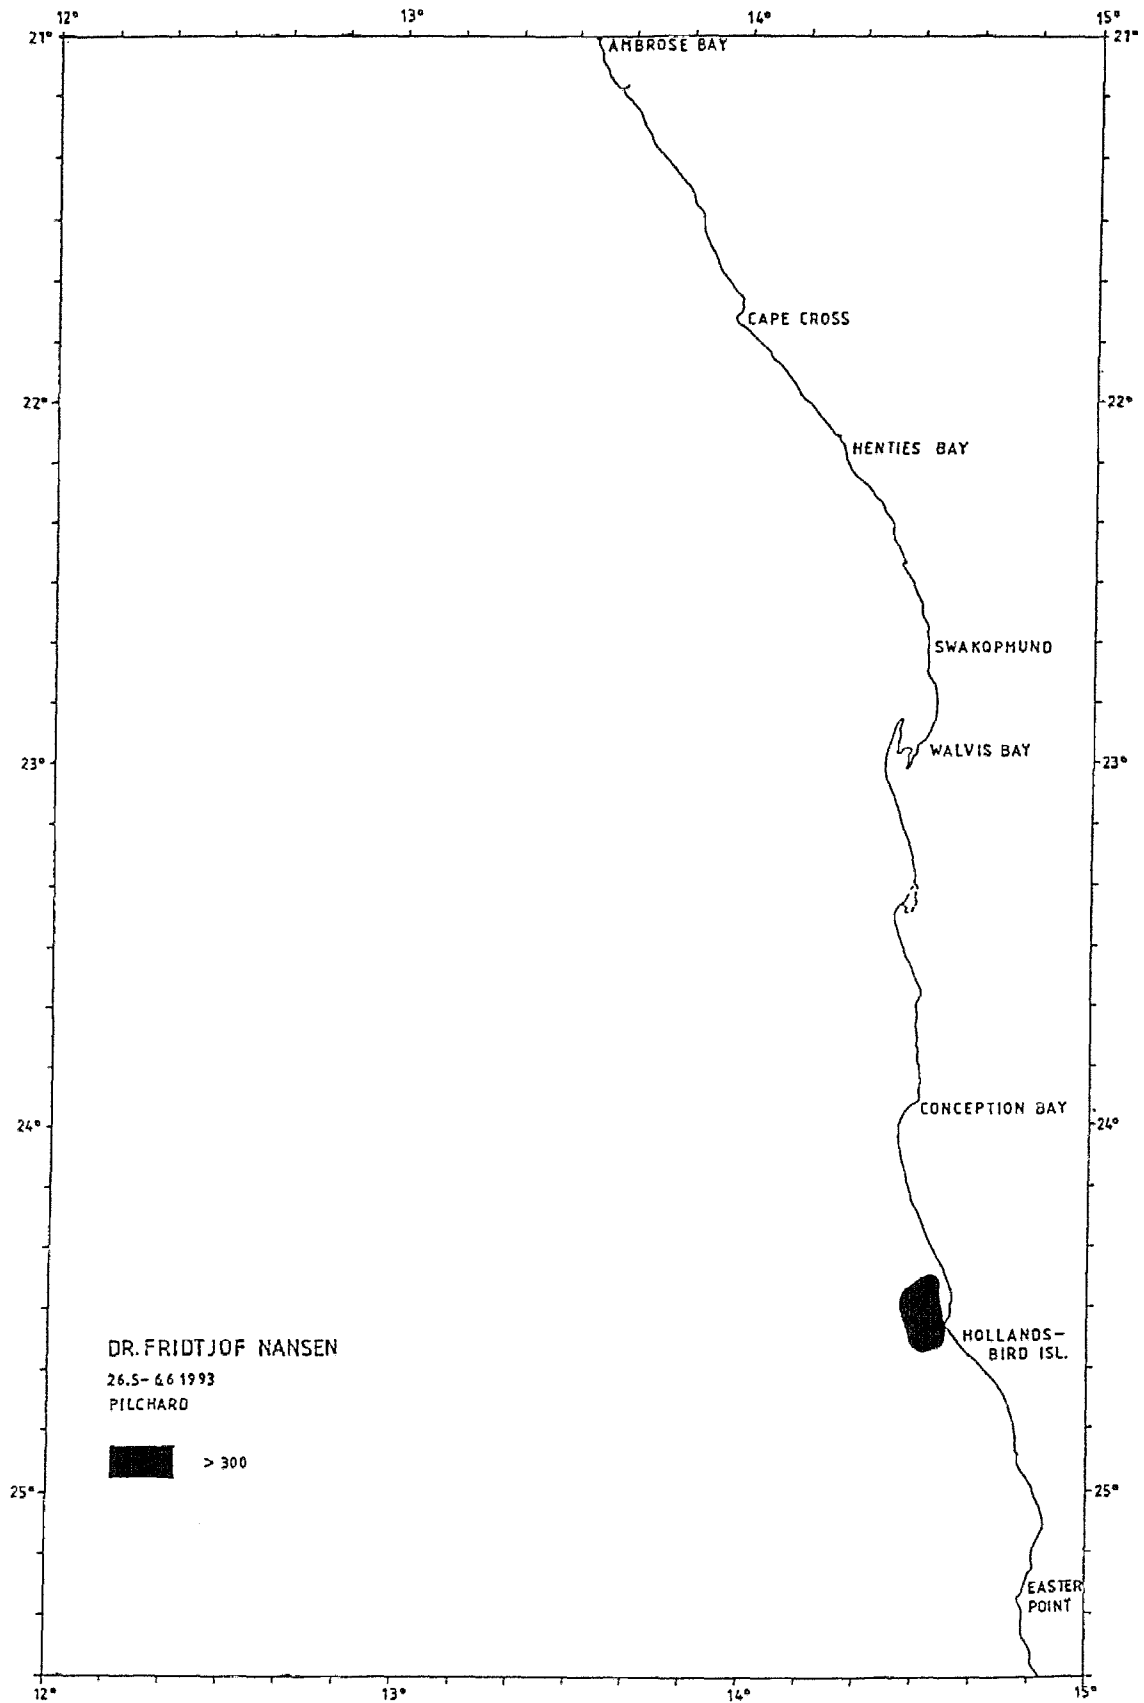 12° 13° 14° 15°
21° 21°
AMBROSE BAY
CAPE CROSS
22° 22°
HENTIES BAY
SWAKOPMUND
WALVIS BAY
23° 23°
CONCEPTION BAY
24° 24°
HOLLANDS-
BIRD ISL.
DR. FRIDTJOF NANSEN
26.5- 6.6 1993
PILCHARD
> 300
25° 25°
EASTER
POINT
12° 13° 14° 15°